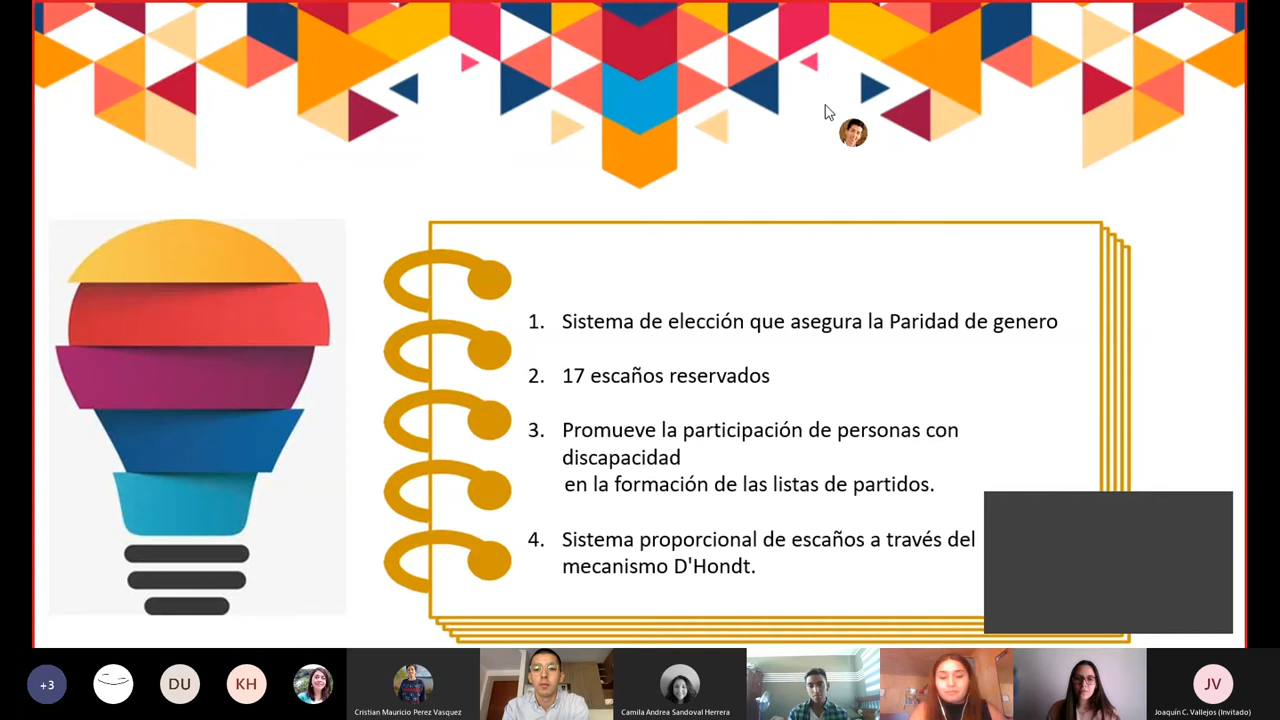 1. Sistema de elección que asegura la Paridad de genero
2. 17 escaños reservados
3. Promueve la participación de personas con
discapacidad
en la formación de las listas de partidos.
4. Sistema proporcional de escaños a través del
mecanismo D'Hondt.
+3
DU
KH
Cristian Mauricio Perez Vasquez
Camila Andrea Sandoval Herrera
JV
Joaquín C. Vallejos (Invitado)